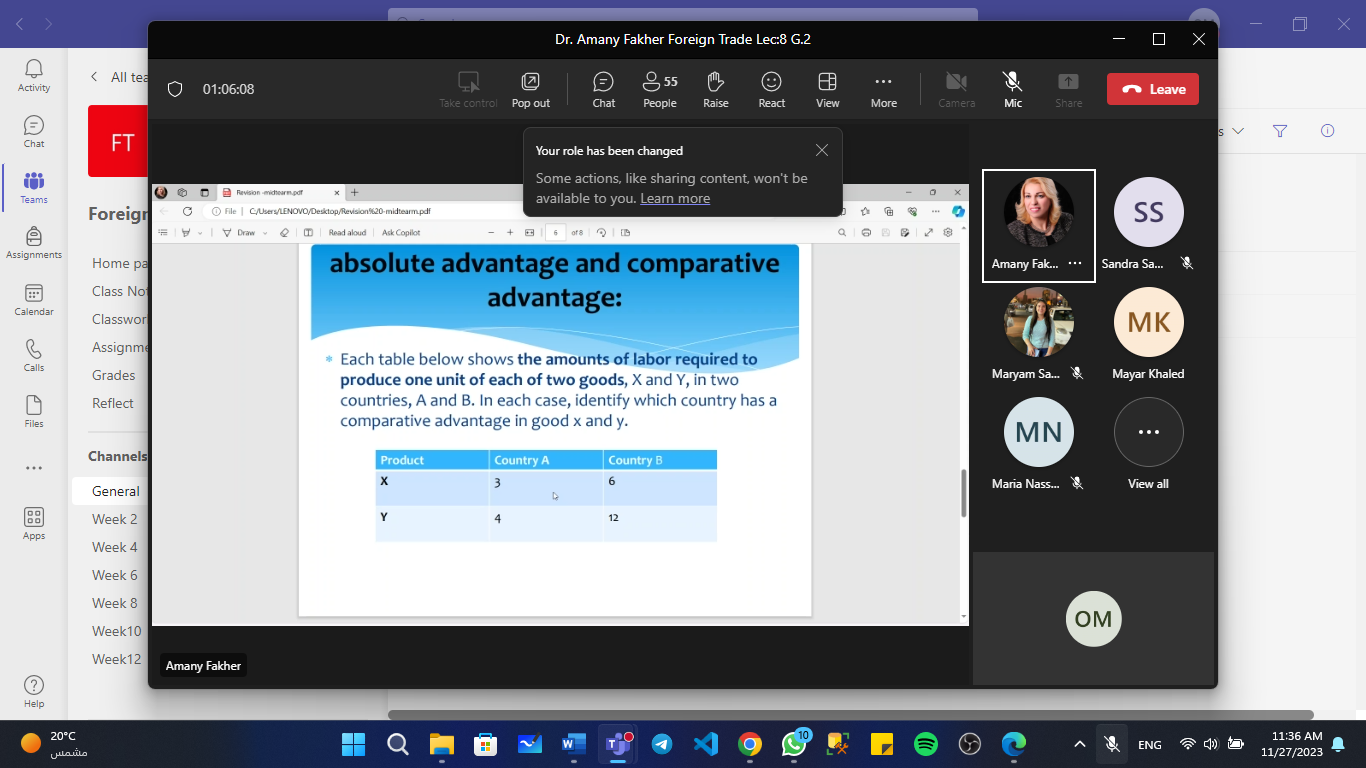 Dr. Amany Fakher Foreign Trade Lec:8 G.2
01:06:08
Take control
Pop out
Chat
55
People
Raise
React
View
More
Camera
Mic
Share
Leave
Activity
Chat
Teams
Assignments
Calendar
Calls
Files
Apps
Help
All tea
FT
Foreign
Home pa
Class Not
Classwor
Assignme
Grades
Reflect
Channels
General
Week 2
Week 4
Week 6
Week 8
Week10
Week12
Your role has been changed
Some actions, like sharing content, won't be
available to you. Learn more
Revision -midtearm.pdf
File
C:/Users/LENOVO/Desktop/Revision%20-midtearm.pdf
Draw
Read aloud
Ask Copilot
6
of 8
absolute advantage and comparative
advantage:
Each table below shows the amounts of labor required to
produce one unit of each of two goods, X and Y, in two
countries, A and B. In each case, identify which country has a
comparative advantage in good x and y.
Product Country A Country B
X 3 6
Y 4 12
Amany Fakher
Amany Fak...
SS
Sandra Sa...
Maryam Sa...
MK
Mayar Khaled
MN
Maria Nass...
View all
OM
20°C
مشمس
10
ENG
11:36 AM
11/27/2023